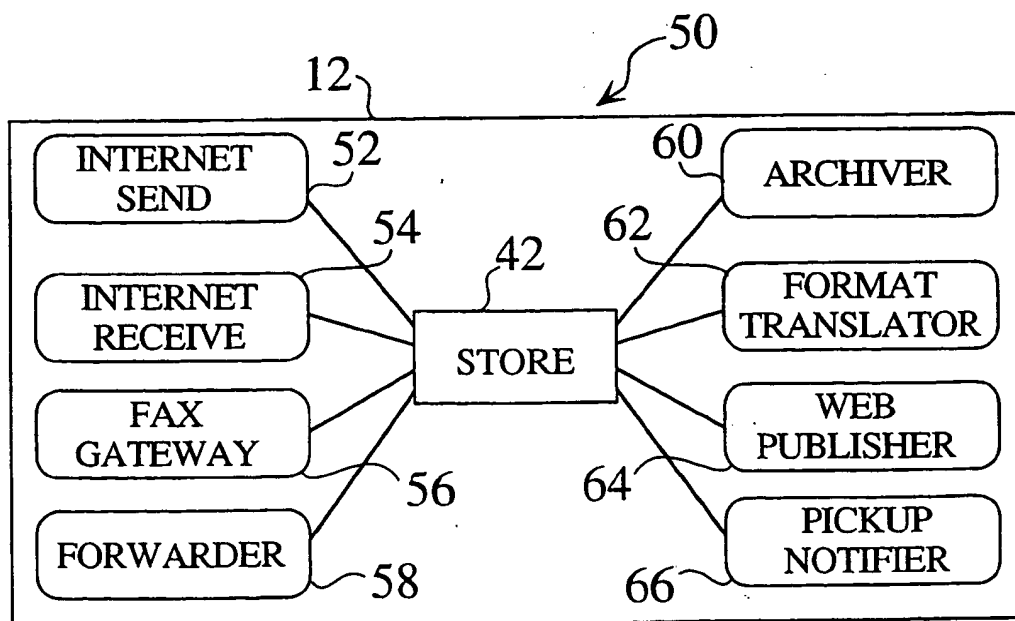 50
12
INTERNET
SEND
52
60
ARCHIVER
54
62
INTERNET
RECEIVE
42
STORE
FORMAT
TRANSLATOR
FAX
GATEWAY
56
64
WEB
PUBLISHER
FORWARDER
58
66
PICKUP
NOTIFIER